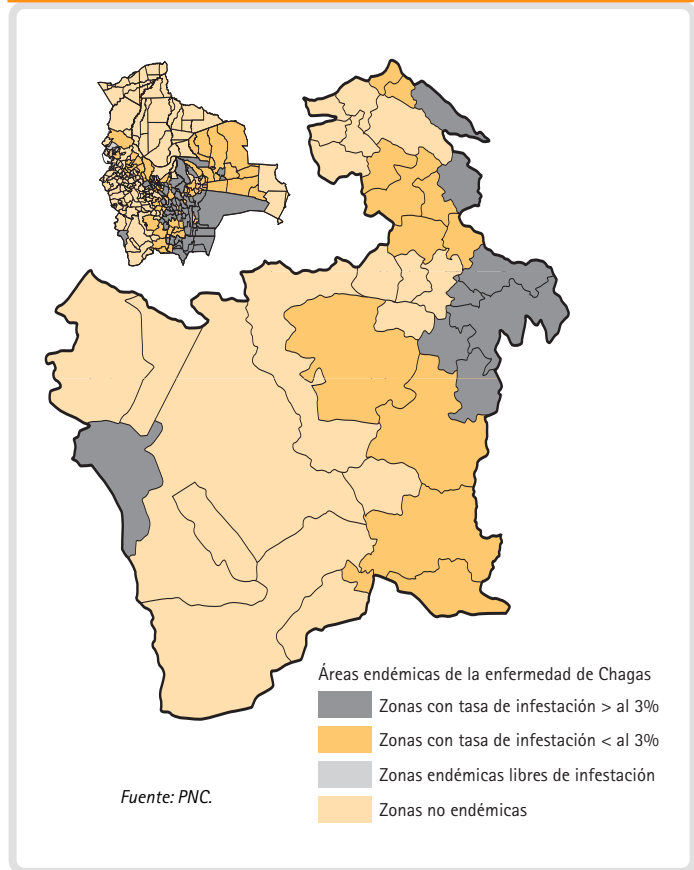 Áreas endémicas de la enfermedad de Chagas
Zonas con tasa de infestación > al 3%
Zonas con tasa de infestación < al 3%
Zonas endémicas libres de infestación
Zonas no endémicas
Fuente: PNC.